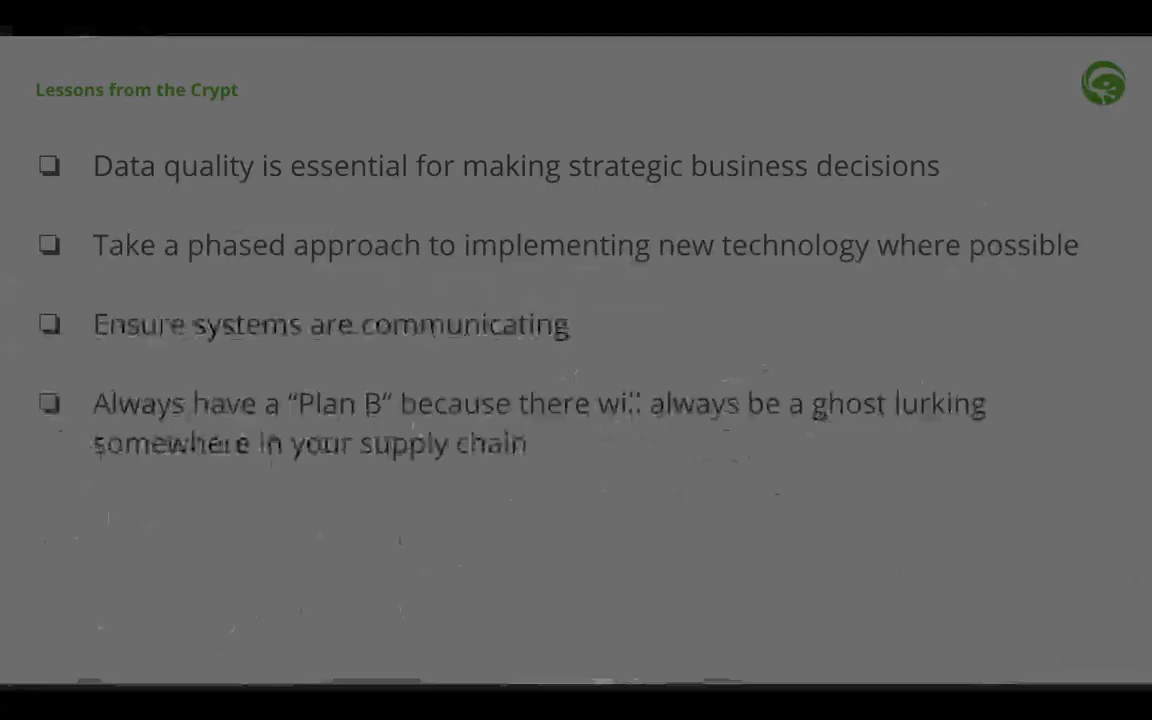 Lessons from the Crypt
❏ Data quality is essential for making strategic business decisions
❏ Take a phased approach to implementing new technology where possible
❏ Ensure systems are communicating
❏ Always have a “Plan B” because there will always be a ghost lurking
somewhere in your supply chain